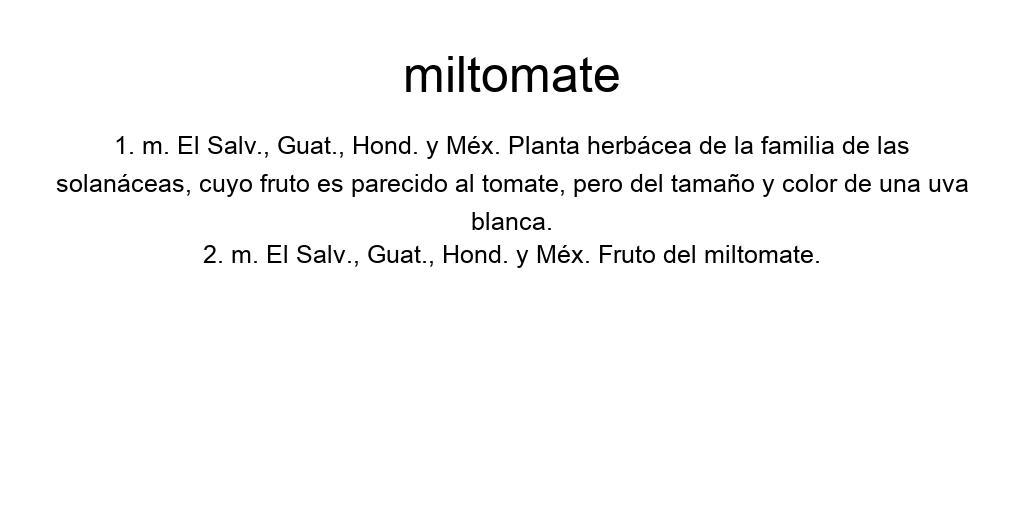 miltomate
1. m. El Salv., Guat., Hond. y Méx. Planta herbácea de la familia de las
solanáceas, cuyo fruto es parecido al tomate, pero del tamaño y color de una uva
blanca.
2. m. El Salv., Guat., Hond. y Méx. Fruto del miltomate.